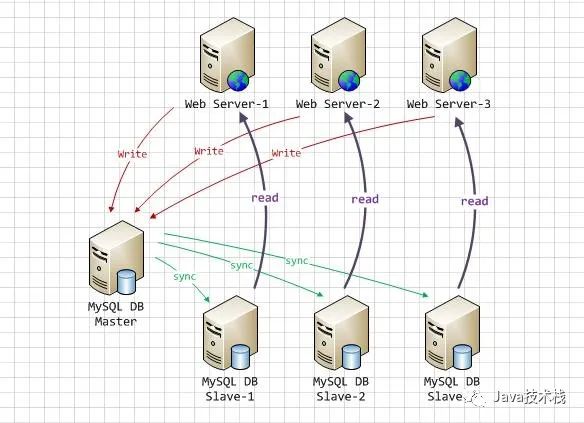 Web Server-1
Web Server-2
Web Server-3
Write
Write
Write
read
read
read
sync
sync
sync
MySQL DB
Master
MySQL DB
Slave-1
MySQL DB
Slave-2
MySQL DB
Slave
Java技术栈